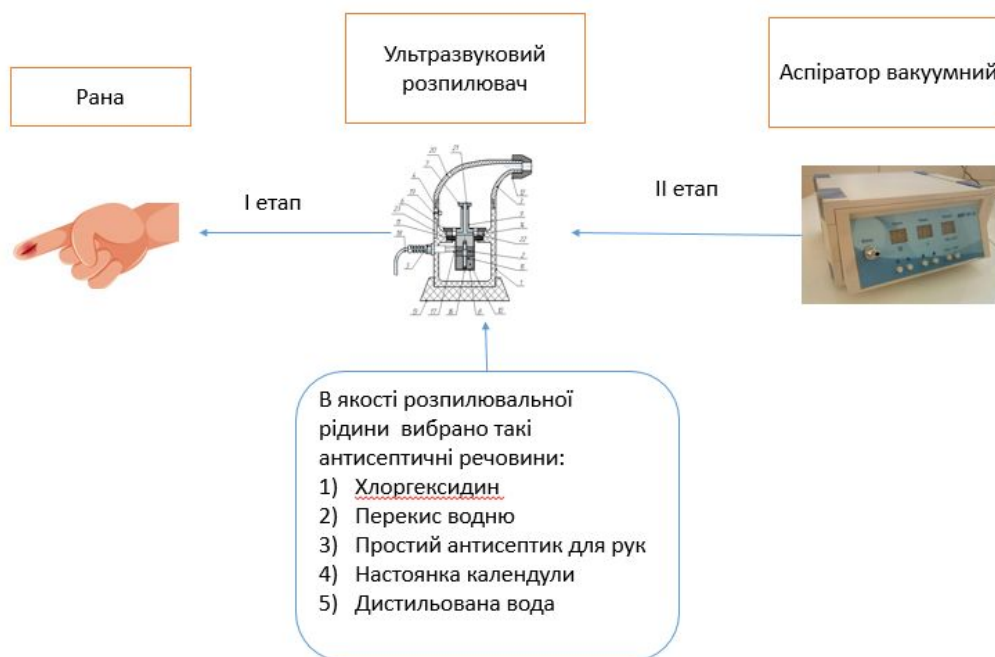 Рана
Ультразвуковий
розпилювач
Аспіратор вакуумний
І етап
ІІ етап
В якості розпилювальної
рідини вибрано такі
антисептичні речовини:
1) Хлоргексидин
2) Перекис водню
3) Простий антисептик для рук
4) Настоянка календули
5) Дистильована вода